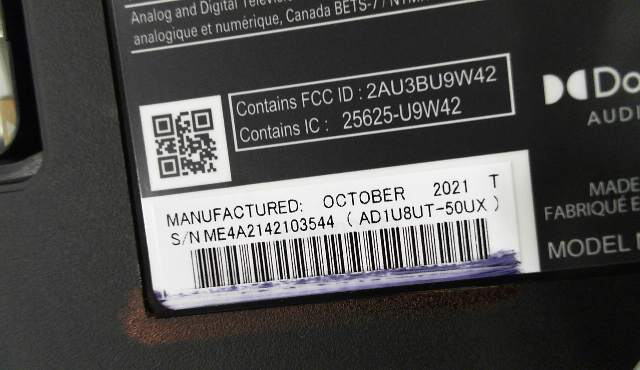 Analog and Digital
analogique et numérique, Canada BETS-7 /
Contains FCC ID : 2AU3BU9W42
Contains IC : 25625-U9W42
AUDI
MANUFACTURED: OCTOBER 2021 T
S/N ME4A2142103544 ( AD1U8UT-50UX )
MADE
FABRIQUÉ E
MODEL